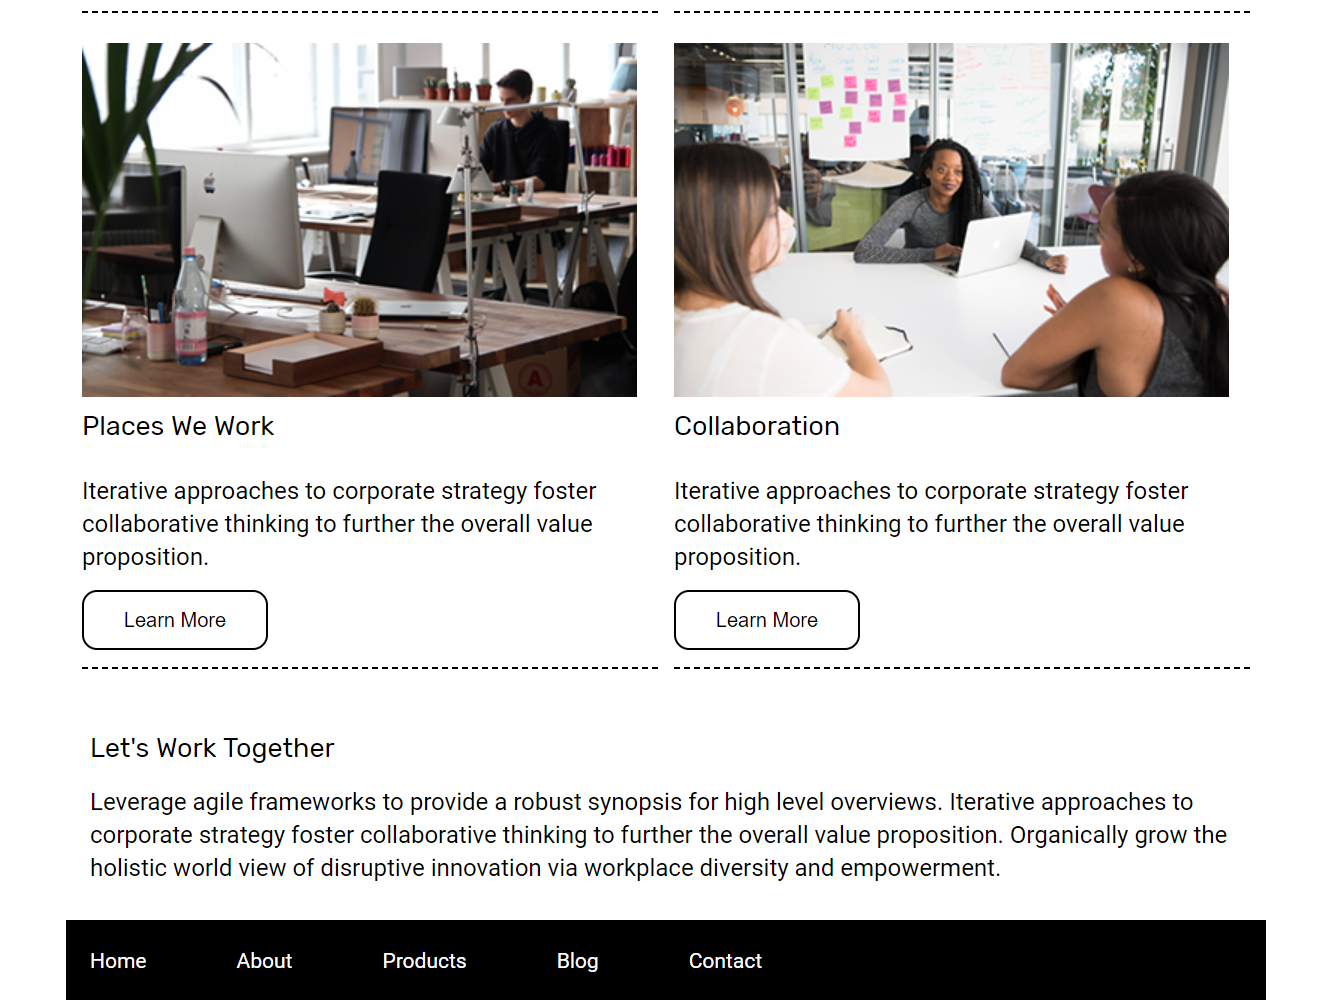 Places We Work
Iterative approaches to corporate strategy foster
collaborative thinking to further the overall value
proposition.
Learn More
Collaboration
Iterative approaches to corporate strategy foster
collaborative thinking to further the overall value
proposition.
Learn More
Let's Work Together
Leverage agile frameworks to provide a robust synopsis for high level overviews. Iterative approaches to
corporate strategy foster collaborative thinking to further the overall value proposition. Organically grow the
holistic world view of disruptive innovation via workplace diversity and empowerment.
Home About Products Blog Contact